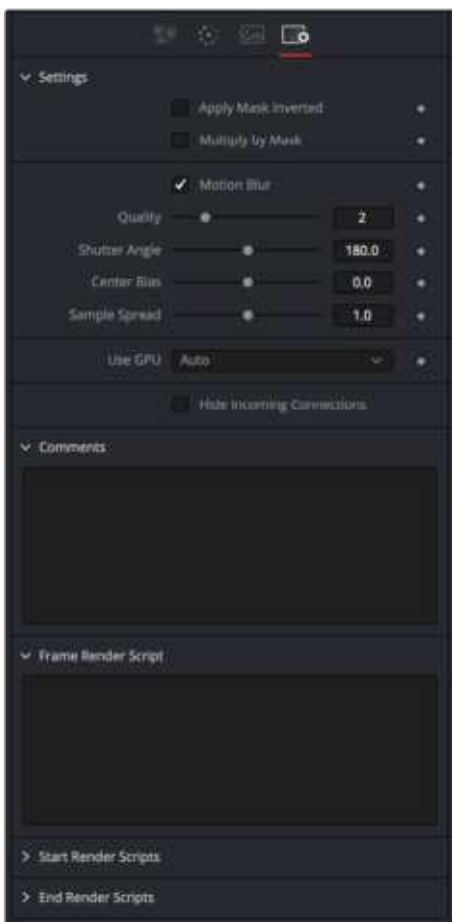 Settings
Apply Mask Inverted
Multiply by Mask
Motion Blur
Quality 2
Shutter Angle 180.0
Center Bias 0.0
Sample Spread 1.0
Use GPU Auto
Hide Incoming Connections
Comments
Frame Render Script
Start Render Scripts
End Render Scripts